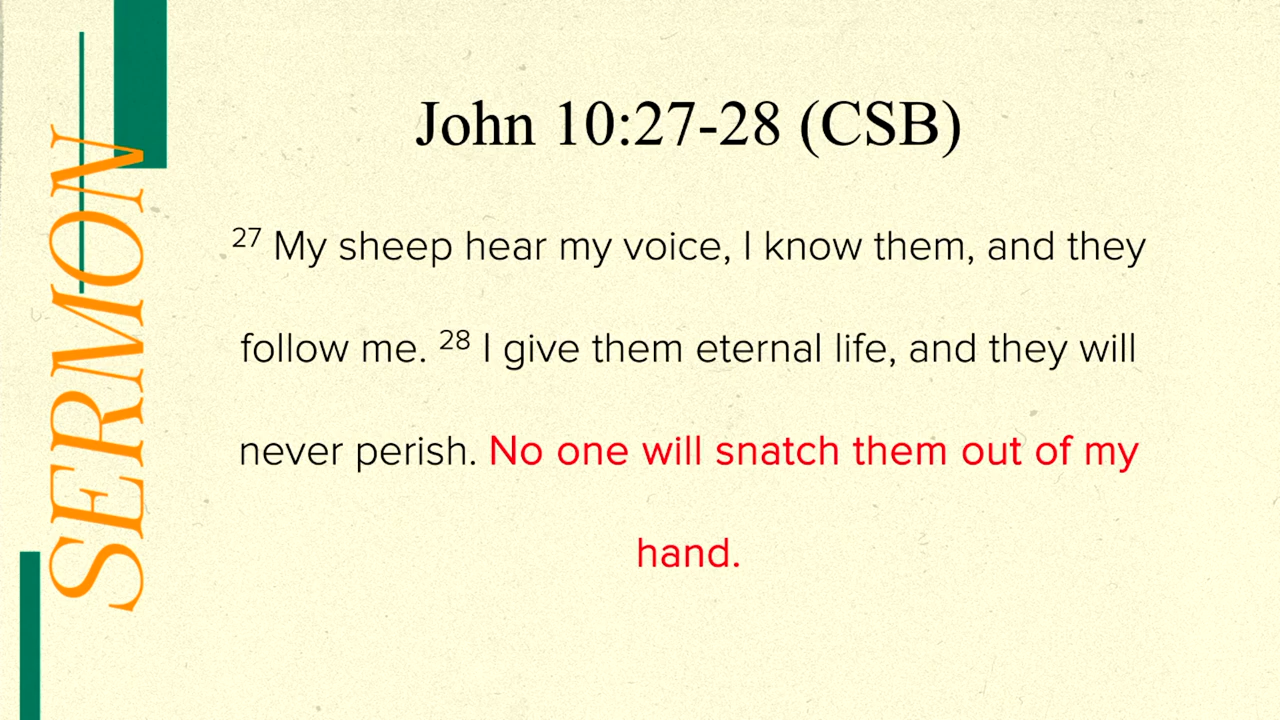 SERMON
John 10:27-28 (CSB)
27 My sheep hear my voice, I know them, and they
follow me. 28 I give them eternal life, and they will
never perish. No one will snatch them out of my
hand.